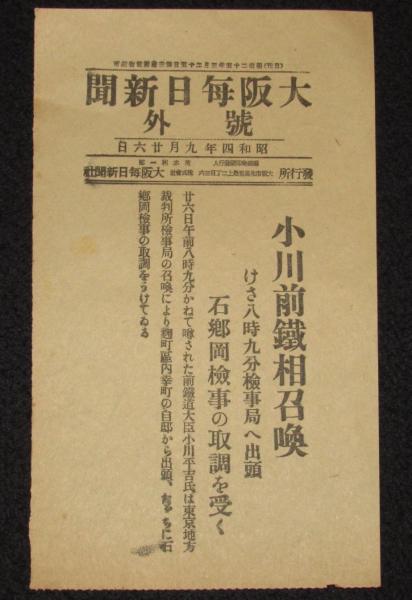 聞新日每阪大
外號
日六廿月九年四和昭
社聞新日每阪大 所行發
小川前鐵相召喚
けさ八時九分檢事局へ出頭
石鄕岡檢事の取調を受く
廿六日午前八時九分かねて噂された前鐵道大臣小川平吉氏は東京地方
裁判所檢事局の召喚により麴町區內幸町の自邸から出頭、たゞちに石
鄕岡檢事の取調をうけてゐる